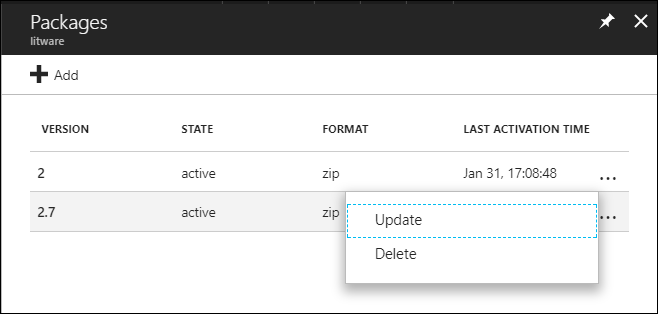 Packages
litware
Add
VERSION STATE FORMAT LAST ACTIVATION TIME
2 active zip Jan 31, 17:08:48 ...
2.7 active zip ...
Update
Delete